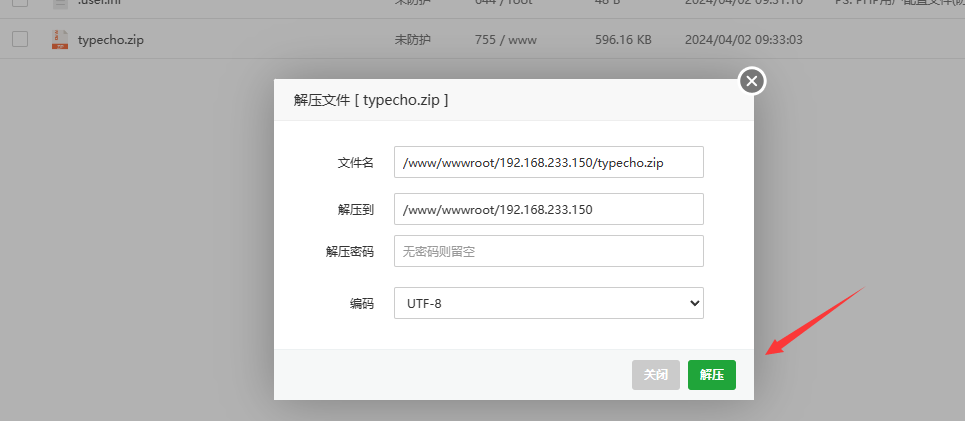 .user.ini 未防护 644 / root 48 B 2024/04/02 09:31:10 PS: PHP用户配置文件(防
typecho.zip 未防护 755 / www 596.16 KB 2024/04/02 09:33:03
解压文件 [ typecho.zip ]
文件名 /www/wwwroot/192.168.233.150/typecho.zip
解压到 /www/wwwroot/192.168.233.150
解压密码 无密码则留空
编码 UTF-8
关闭 解压